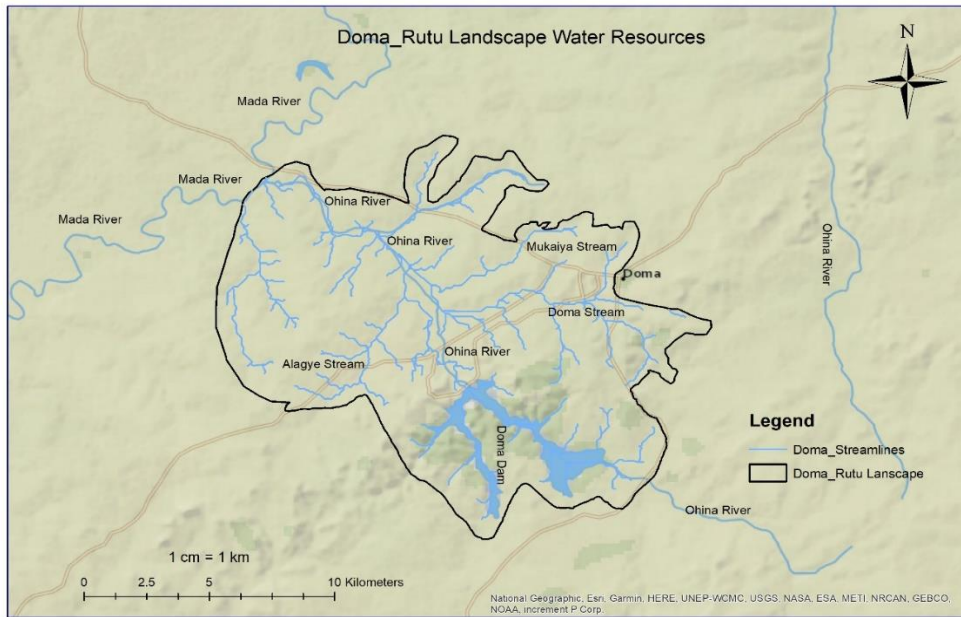 Doma_Rutu Landscape Water Resources
N
Mada River
Mada River
Mada River
Ohina River
Ohina River
Mukaiya Stream
Doma
Ohina River
Doma Stream
Ohina River
Alagye Stream
Doma Dam
Legend
Doma_Streamlines
Doma_Rutu Lanscape
Ohina River
1 cm = 1 km
0 2.5 5 10 Kilometers
National Geographic, Esri, Garmin, HERE, UNEP-WCMC, USGS, NASA, ESA, METI, NRCAN, GEBCO,
NOAA, increment P Corp.